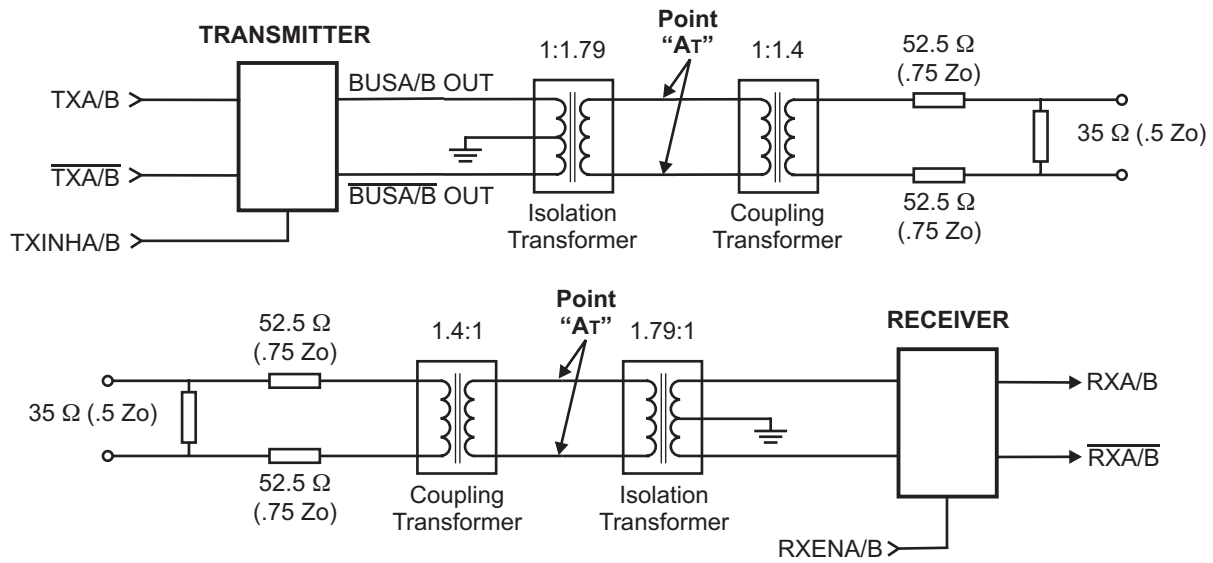 TRANSMITTER
TXA/B
TXA/B
TXINHA/B
BUSA/B OUT
BUSA/B OUT
1:1.79
Isolation
Transformer
Point
“AT”
1:1.4
Coupling
Transformer
52.5 Ω
(.75 Zo)
35 Ω (.5 Zo)
52.5 Ω
(.75 Zo)
35 Ω (.5 Zo)
52.5 Ω
(.75 Zo)
52.5 Ω
(.75 Zo)
1.4:1
Coupling
Transformer
Point
“AT”
1.79:1
Isolation
Transformer
RECEIVER
RXA/B
RXA/B
RXENA/B